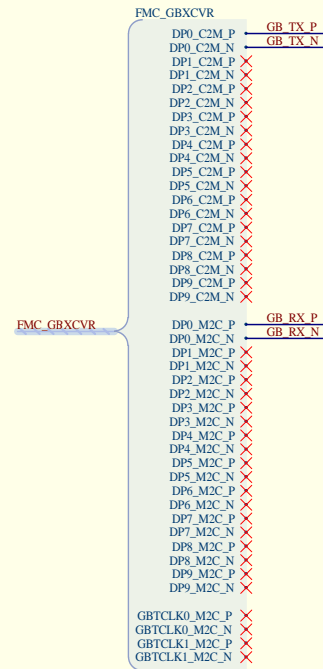 FMC_GBXCVR
DP0_C2M_P GB_TX_P
DP0_C2M_N GB_TX_N
DP1_C2M_P
DP1_C2M_N
DP2_C2M_P
DP2_C2M_N
DP3_C2M_P
DP3_C2M_N
DP4_C2M_P
DP4_C2M_N
DP5_C2M_P
DP5_C2M_N
DP6_C2M_P
DP6_C2M_N
DP7_C2M_P
DP7_C2M_N
DP8_C2M_P
DP8_C2M_N
DP9_C2M_P
DP9_C2M_N
FMC_GBXCVR
DP0_M2C_P GB_RX_P
DP0_M2C_N GB_RX_N
DP1_M2C_P
DP1_M2C_N
DP2_M2C_P
DP2_M2C_N
DP3_M2C_P
DP3_M2C_N
DP4_M2C_P
DP4_M2C_N
DP5_M2C_P
DP5_M2C_N
DP6_M2C_P
DP6_M2C_N
DP7_M2C_P
DP7_M2C_N
DP8_M2C_P
DP8_M2C_N
DP9_M2C_P
DP9_M2C_N
GBTCLK0_M2C_P
GBTCLK0_M2C_N
GBTCLK1_M2C_P
GBTCLK1_M2C_N